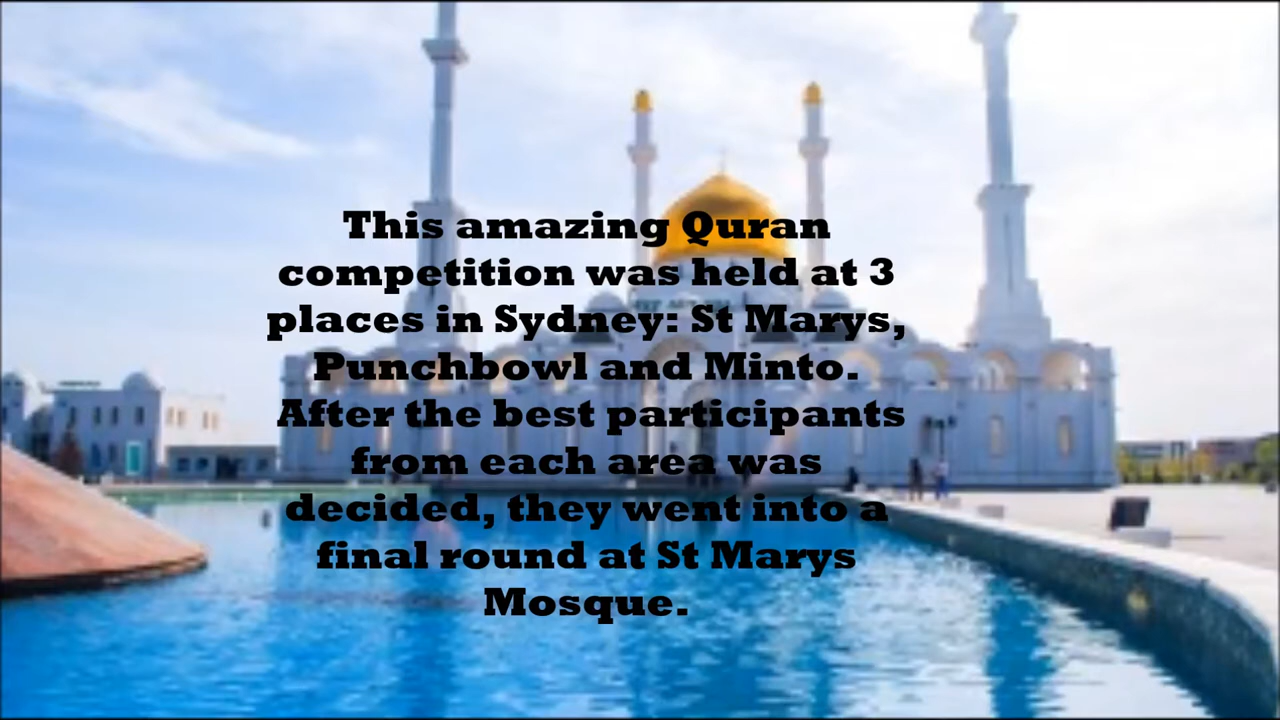 This amazing Quran
competition was held at 3
places in Sydney: St Marys,
Punchbowl and Minto.
After the best participants
from each area was
decided, they went into a
final round at St Marys
Mosque.